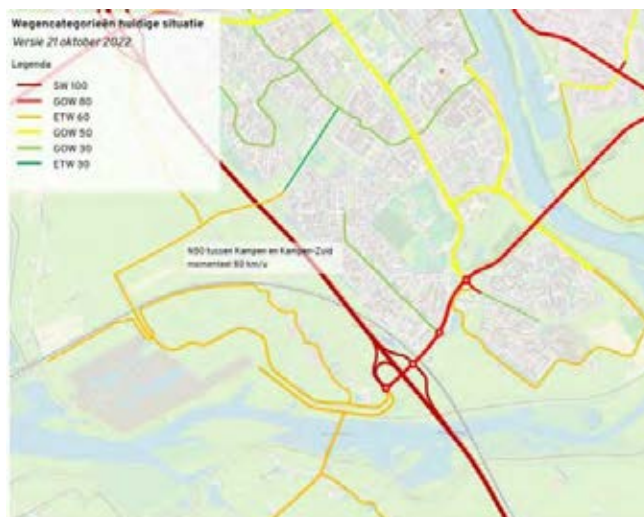 Wegencategorieën huidige situatie
Versie 21 oktober 2022
Legenda
SW 100
GOW 80
ETW 60
GOW 50
GOW 30
ETW 30
N50 tussen Kampen en Kampen-Zuid
momenteel 80 km/u